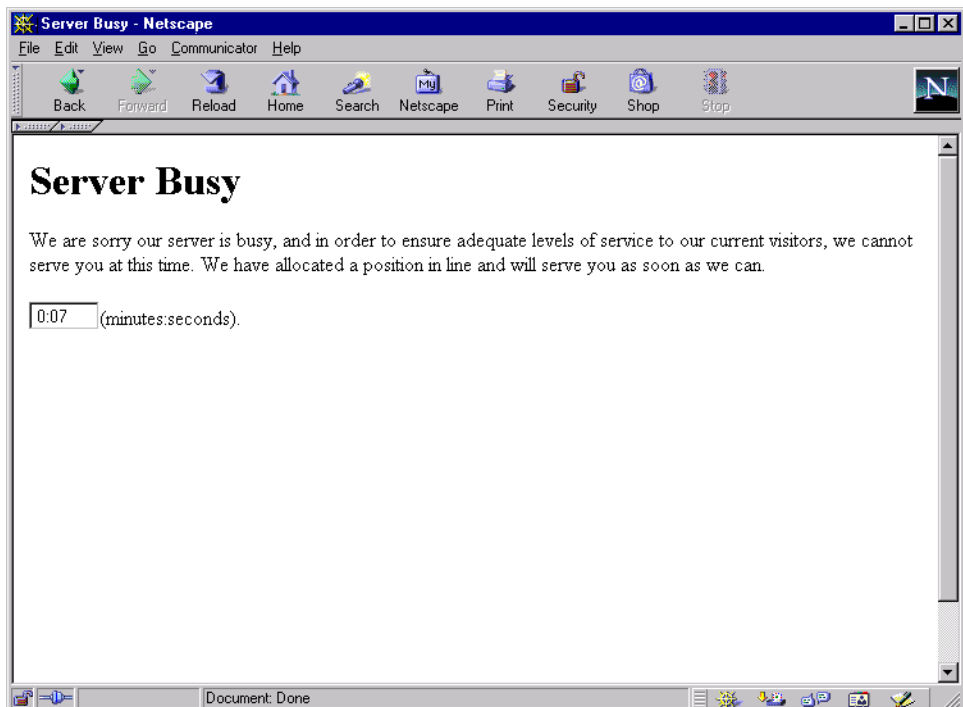 Server Busy - Netscape
File Edit View Go Communicator Help
Back Forward Reload Home Search My Netscape Print Security Shop Stop N
Server Busy
We are sorry our server is busy, and in order to ensure adequate levels of service to our current visitors, we cannot
serve you at this time. We have allocated a position in line and will serve you as soon as we can.
0:07 (minutes:seconds).
Document: Done